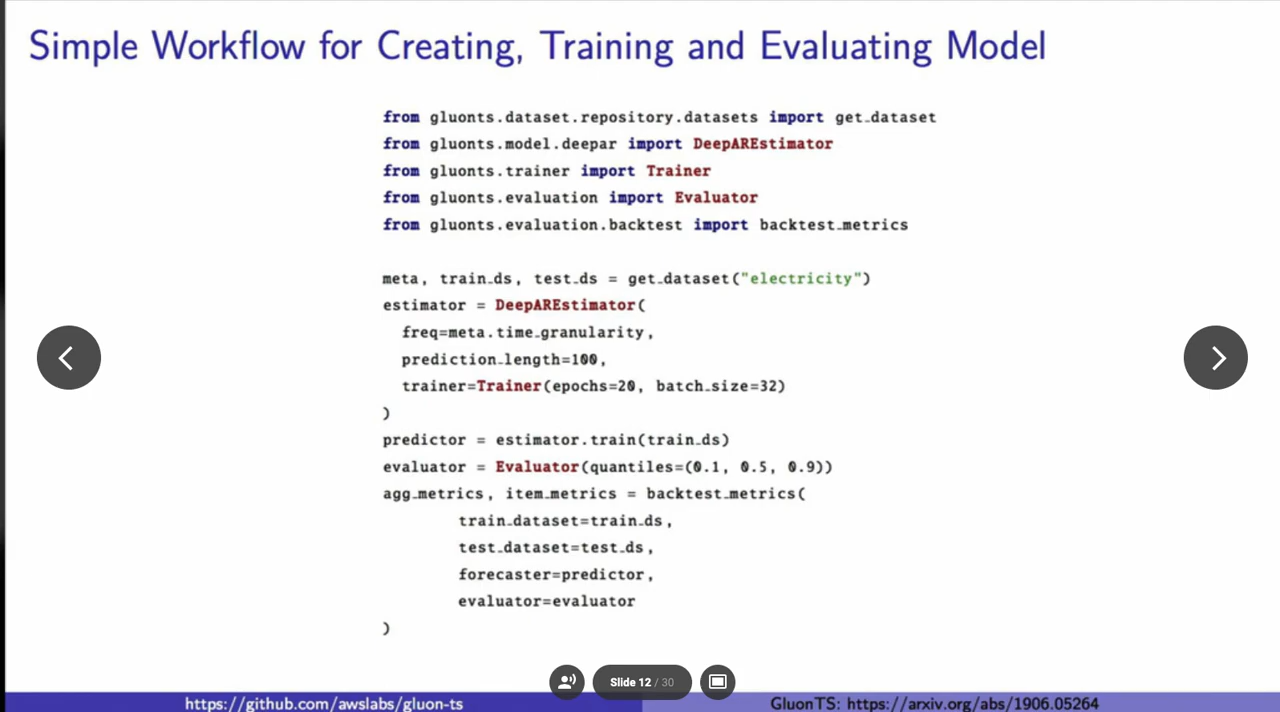 Simple Workflow for Creating, Training and Evaluating Model
from gluonts.dataset.repository.datasets import get_dataset
from gluonts.model.deepar import DeepAREstimator
from gluonts.trainer import Trainer
from gluonts.evaluation import Evaluator
from gluonts.evaluation.backtest import backtest_metrics
meta, train_ds, test_ds = get_dataset("electricity")
estimator = DeepAREstimator(
freq=meta.time_granularity,
prediction_length=100,
trainer=Trainer(epochs=20, batch_size=32)
)
predictor = estimator.train(train_ds)
evaluator = Evaluator(quantiles=(0.1, 0.5, 0.9))
agg_metrics, item_metrics = backtest_metrics(
train_dataset=train_ds,
test_dataset=test_ds,
forecaster=predictor,
evaluator=evaluator
)
Slide 12 / 30
https://github.com/awslabs/gluon-ts
GluonTS: https://arxiv.org/abs/1906.05264